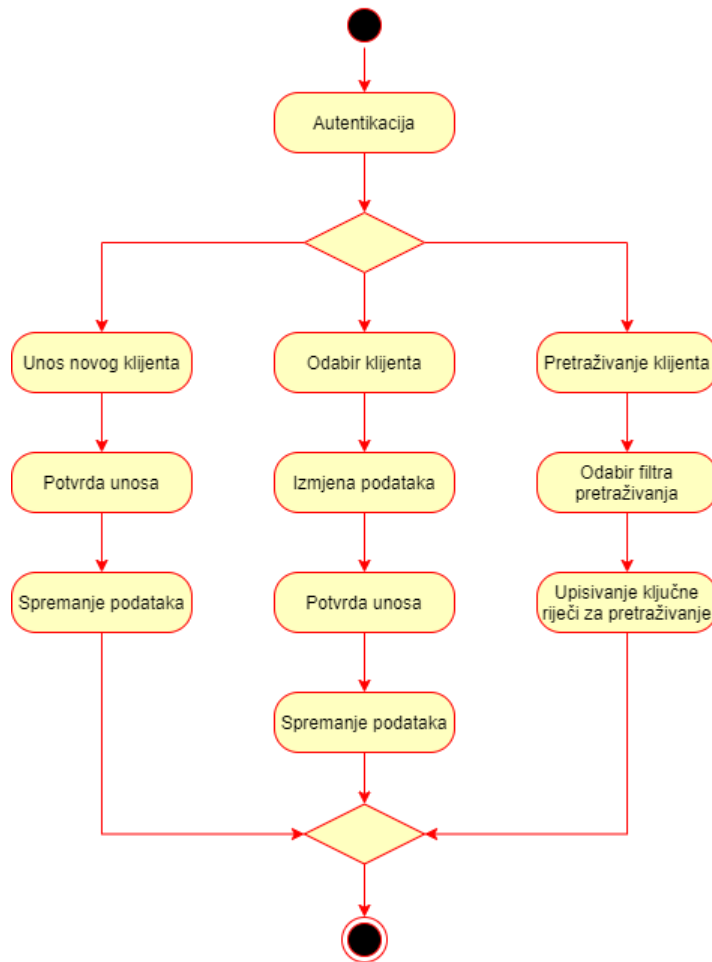 Autentikacija
Unos novog klijenta
Odabir klijenta
Pretraživanje klijenta
Potvrda unosa
Izmjena podataka
Odabir filtra
pretraživanja
Spremanje podataka
Potvrda unosa
Upisivanje ključne
riječi za pretraživanje
Spremanje podataka